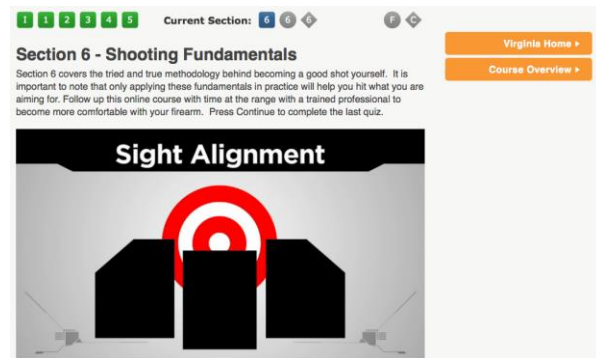 I 1 2 3 4 5 Current Section: 6 6 6 F C
Virginia Home
Course Overview
Section 6 - Shooting Fundamentals
Section 6 covers the tried and true methodology behind becoming a good shot yourself. It is
important to note that only applying these fundamentals in practice will help you hit what you are
aiming for. Follow up this online course with time at the range with a trained professional to
become more comfortable with your firearm. Press Continue to complete the last quiz.
Sight Alignment